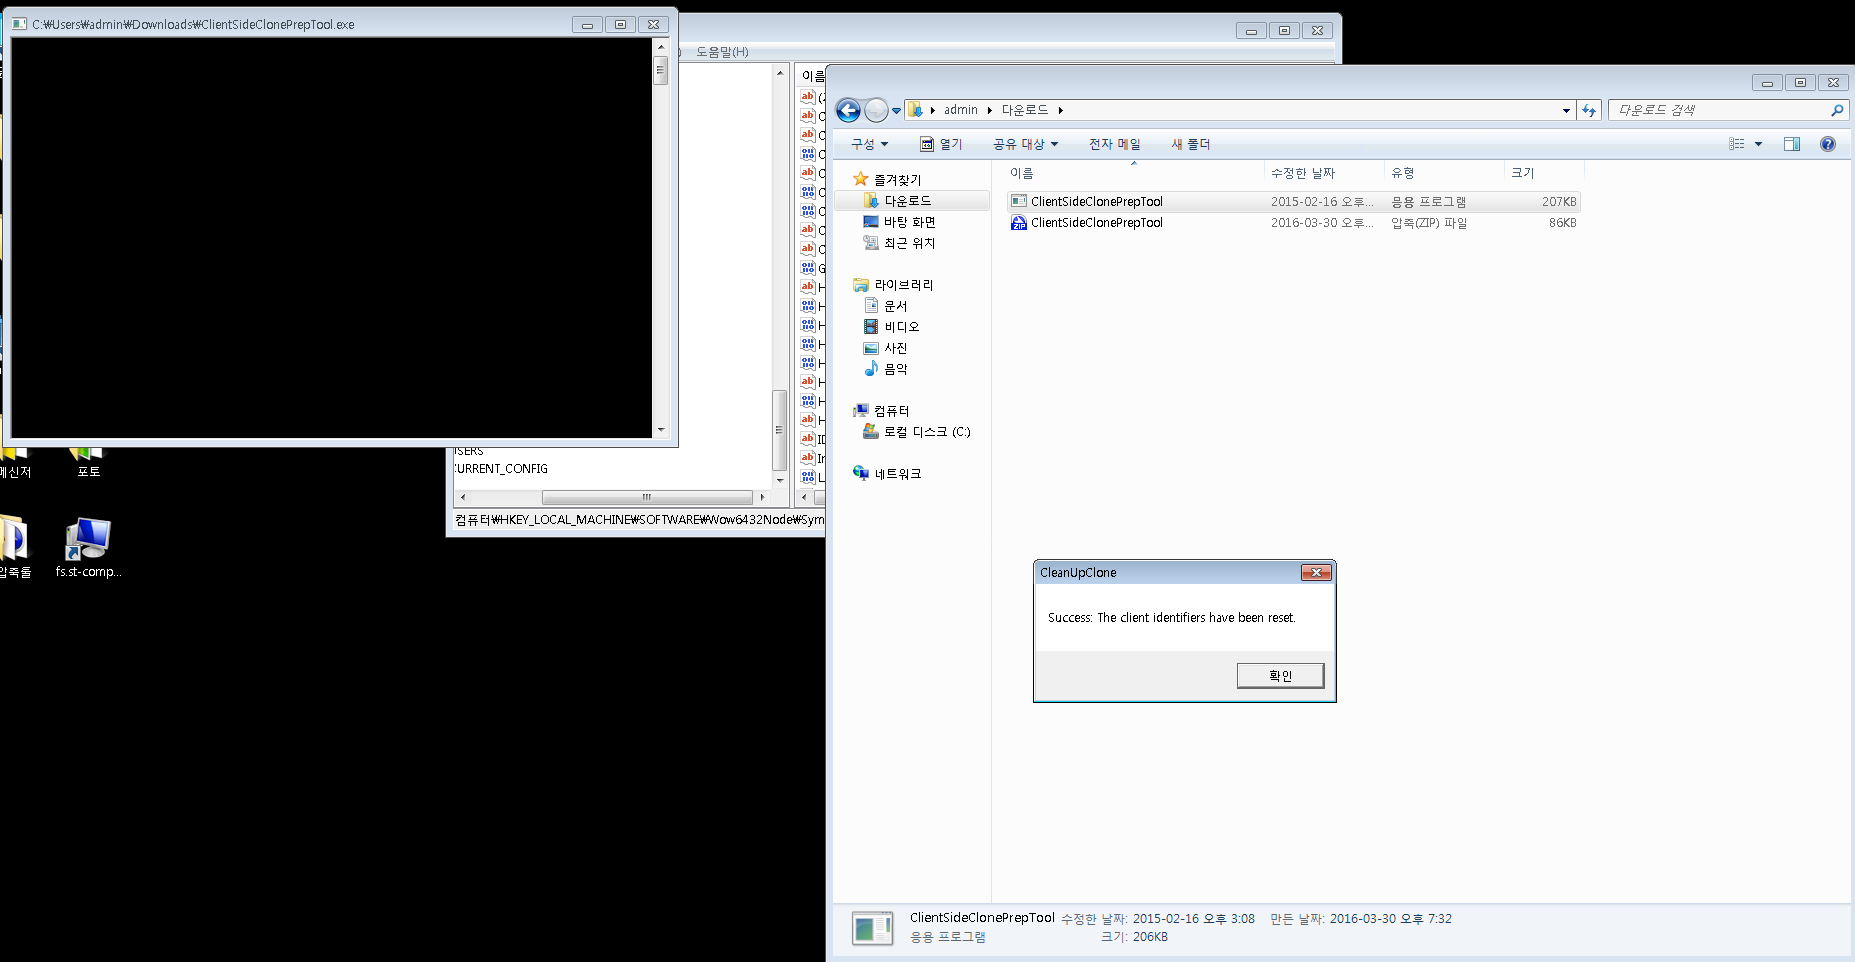 C:₩Users₩admin₩Downloads₩ClientSideClonePrepTool.exe
도움말(H)
이름
USERS
CURRENT_CONFIG
컴퓨터₩HKEY_LOCAL_MACHINE₩SOFTWARE₩Wow6432Node₩Sym
메신저
포토
압축툴
fs.st-comp...
admin
다운로드
다운로드 검색
구성
열기
공유 대상
전자 메일
새 폴더
즐겨찾기
다운로드
바탕 화면
최근 위치
라이브러리
문서
비디오
사진
음악
컴퓨터
로컬 디스크 (C:)
네트워크
이름 수정한 날짜 유형 크기
ClientSideClonePrepTool 2015-02-16 오후... 응용 프로그램 207KB
ClientSideClonePrepTool 2016-03-30 오후... 압축(ZIP) 파일 86KB
CleanUpClone
Success: The client identifiers have been reset.
확인
ClientSideClonePrepTool 수정한 날짜: 2015-02-16 오후 3:08 만든 날짜: 2016-03-30 오후 7:32
응용 프로그램 크기: 206KB